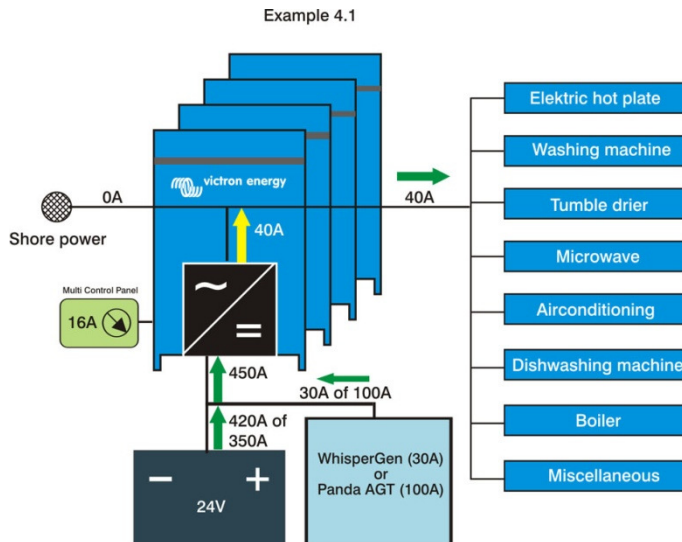 Example 4.1
Elektric hot plate
Washing machine
Tumble drier
Microwave
Airconditioning
Dishwashing machine
Boiler
Miscellaneous
victron energy
0A
40A
Shore power
40A
Multi Control Panel
16A
~
=
450A
30A of 100A
420A of
350A
WhisperGen (30A)
or
Panda AGT (100A)
− +
24V